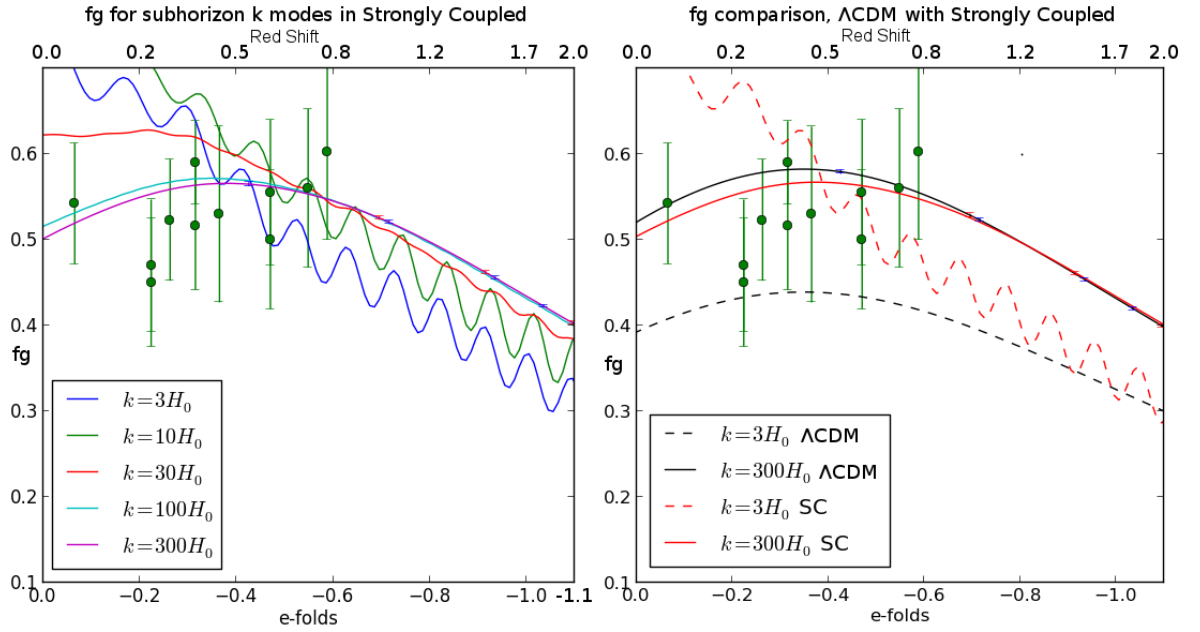 fg for subhorizon k modes in Strongly Coupled
Red Shift
0.0 0.2 0.5 0.8 1.2 1.7 2.0
0.6
0.5
0.4
fg
0.3
0.2
0.1
k=3H₀
k=10H₀
k=30H₀
k=100H₀
k=300H₀
0.0 −0.2 −0.4 −0.6 −0.8 −1.0 -1.1
e-folds
fg comparison, ΛCDM with Strongly Coupled
Red Shift
0.0 0.2 0.5 0.8 1.2 1.7 2.0
0.6
0.5
0.4
fg
0.3
0.2
0.1
k=3H₀ ΛCDM
k=300H₀ ΛCDM
k=3H₀ SC
k=300H₀ SC
0.0 −0.2 −0.4 −0.6 −0.8 −1.0
e-folds